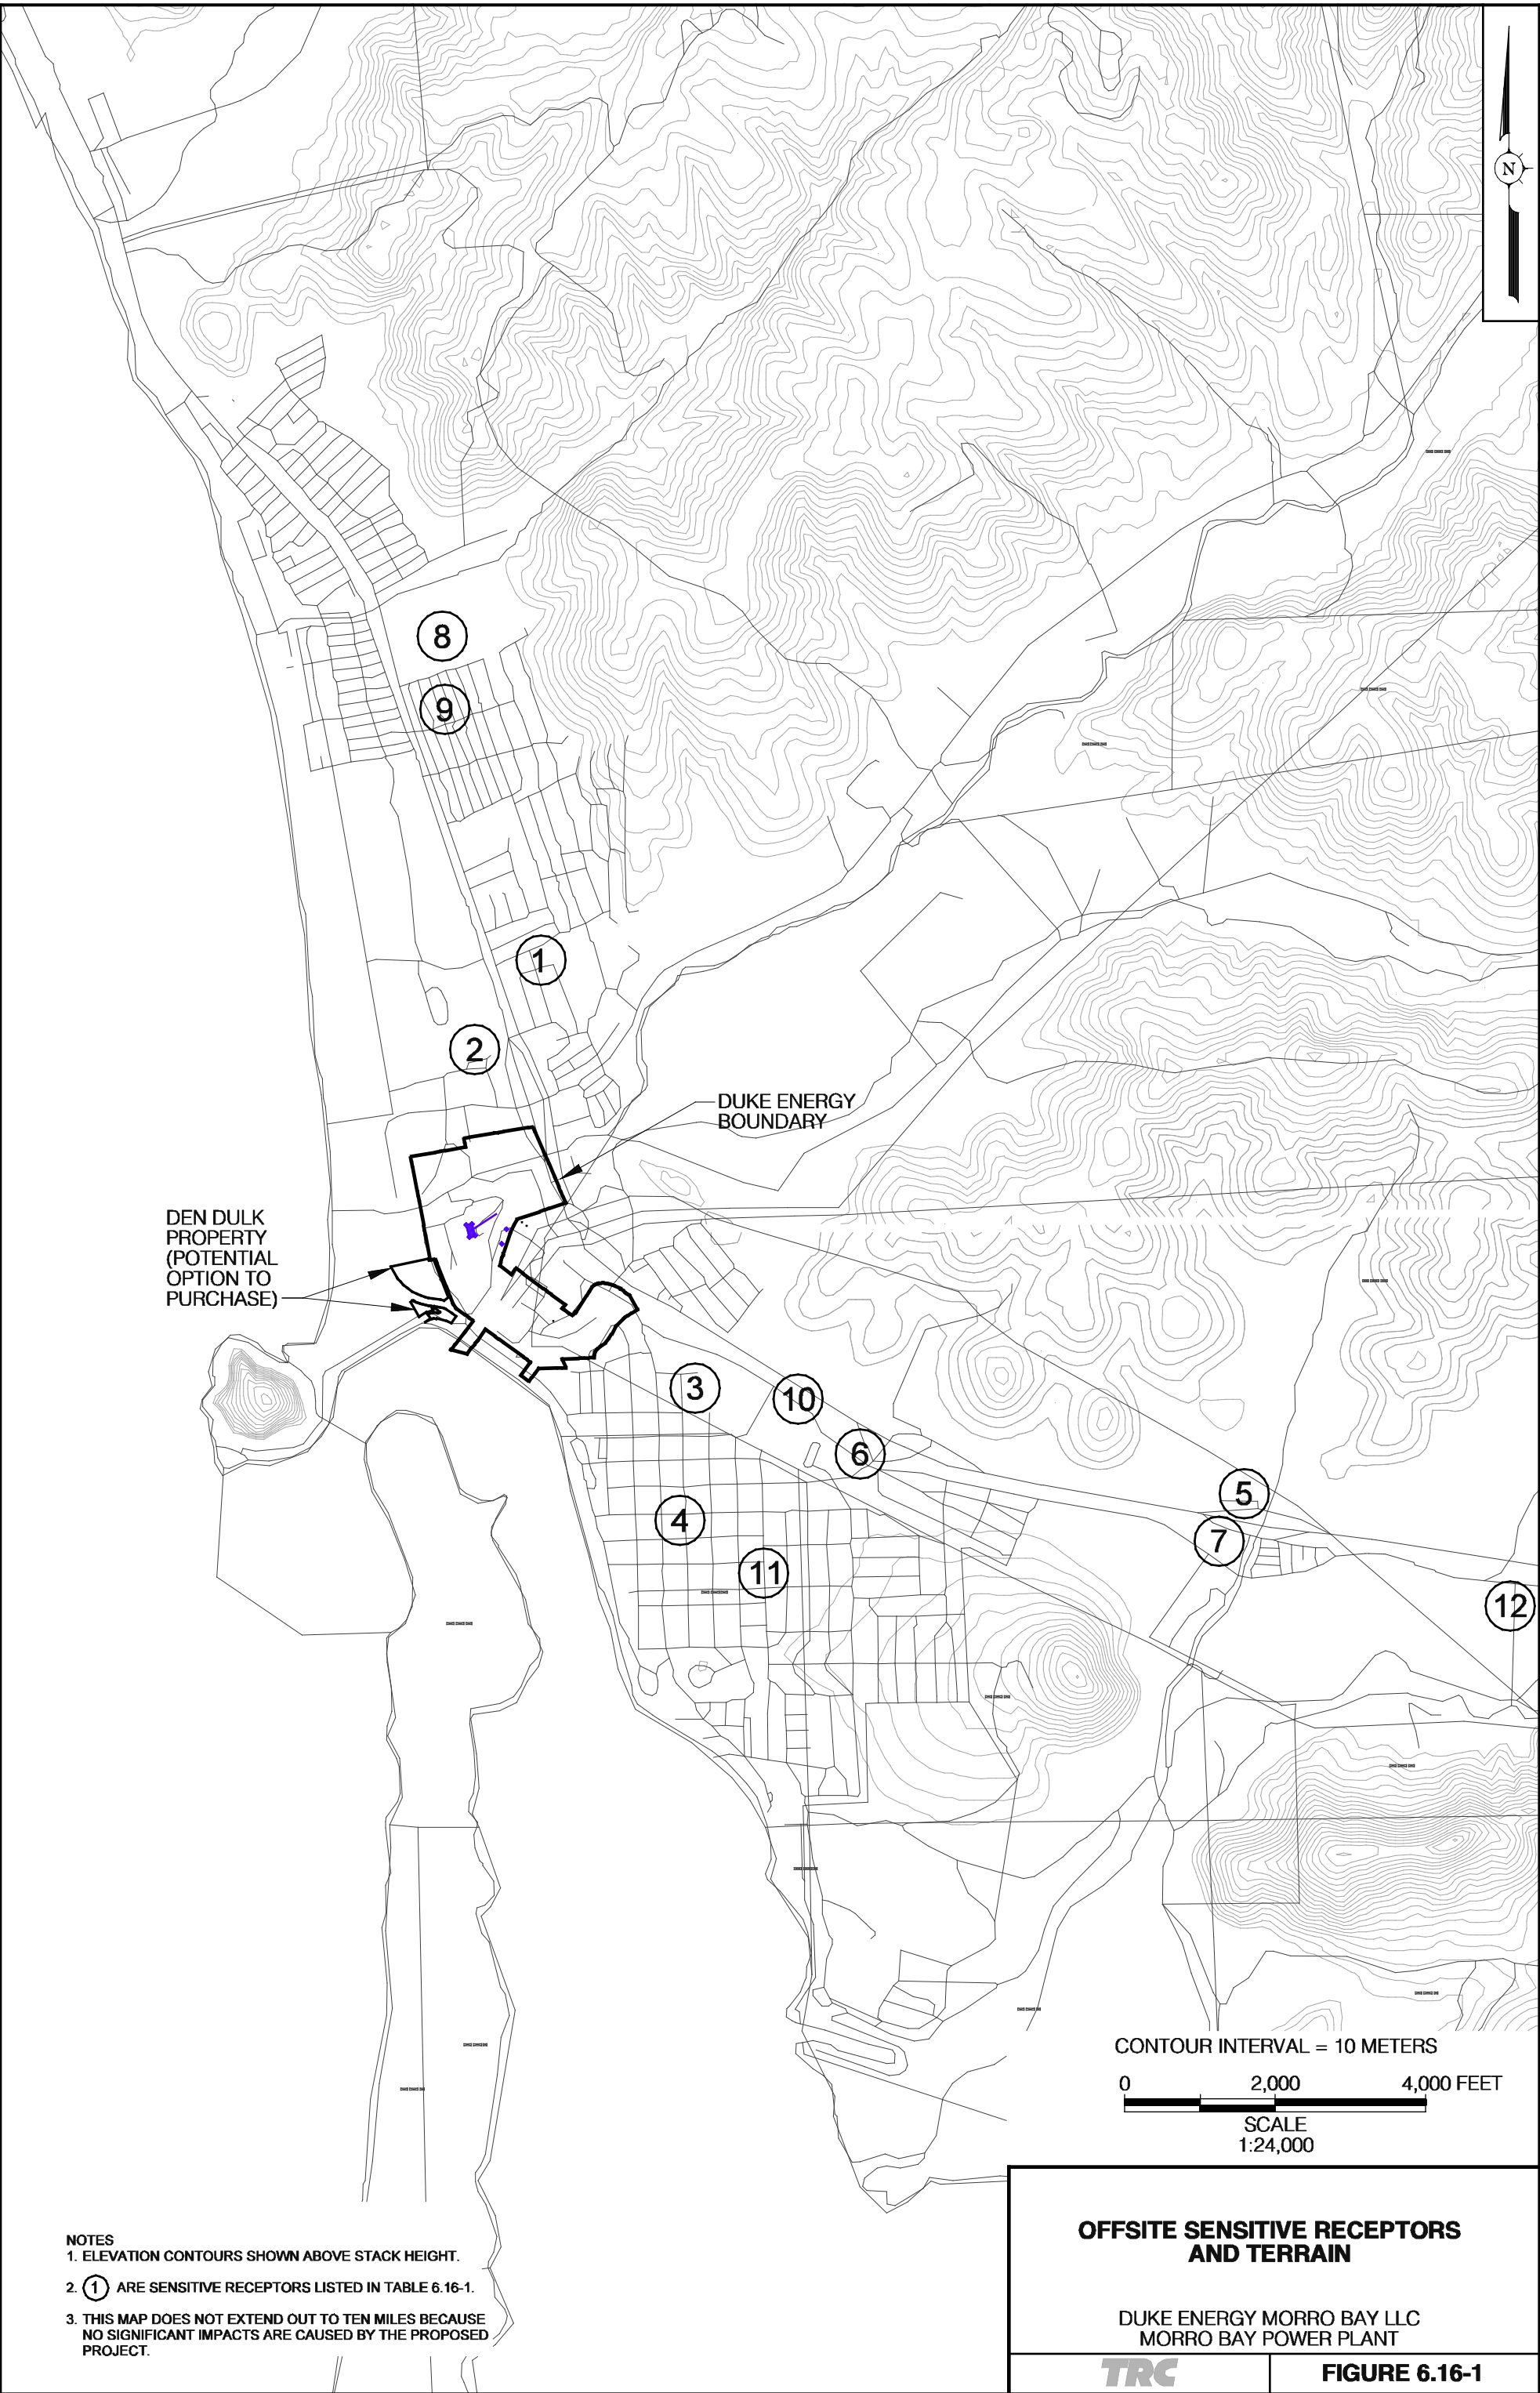 N
8
9
1
2
DUKE ENERGY
BOUNDARY
DEN DULK
PROPERTY
(POTENTIAL
OPTION TO
PURCHASE)
3
10
6
5
4
7
11
12
CONTOUR INTERVAL = 10 METERS
0 2,000 4,000 FEET
SCALE
1:24,000
NOTES
1. ELEVATION CONTOURS SHOWN ABOVE STACK HEIGHT.
2. 1 ARE SENSITIVE RECEPTORS LISTED IN TABLE 6.16-1.
3. THIS MAP DOES NOT EXTEND OUT TO TEN MILES BECAUSE
NO SIGNIFICANT IMPACTS ARE CAUSED BY THE PROPOSED
PROJECT.
OFFSITE SENSITIVE RECEPTORS
AND TERRAIN
DUKE ENERGY MORRO BAY LLC
MORRO BAY POWER PLANT
TRC
FIGURE 6.16-1